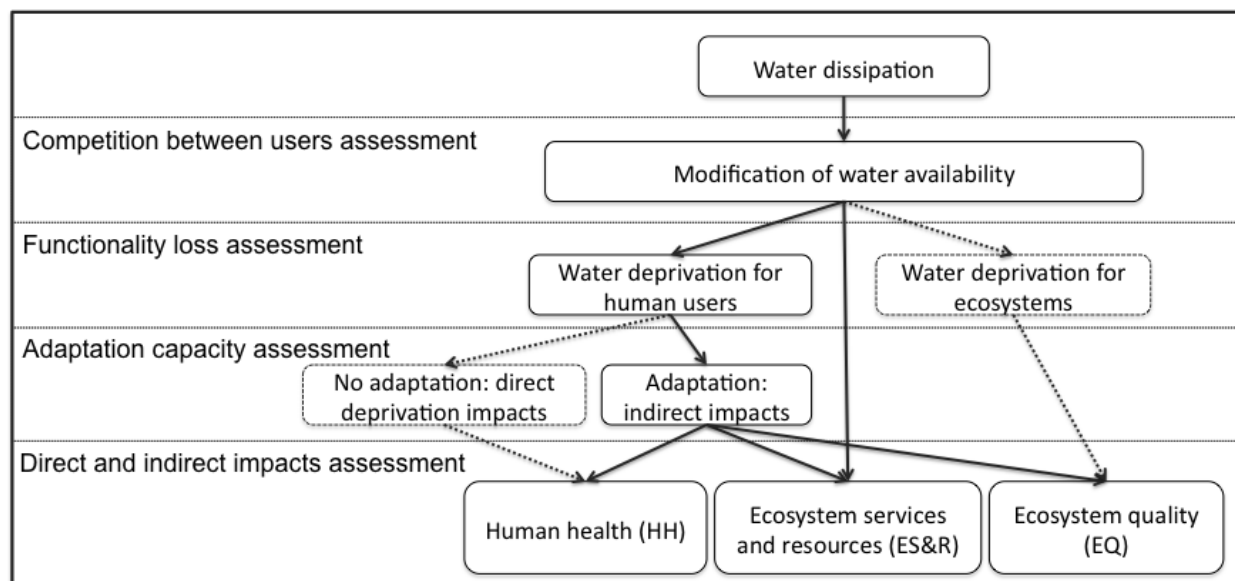 Water dissipation
Competition between users assessment
Modification of water availability
Functionality loss assessment
Water deprivation for
human users
Water deprivation for
ecosystems
Adaptation capacity assessment
No adaptation: direct
deprivation impacts
Adaptation:
indirect impacts
Direct and indirect impacts assessment
Human health (HH)
Ecosystem services
and resources (ES&R)
Ecosystem quality
(EQ)